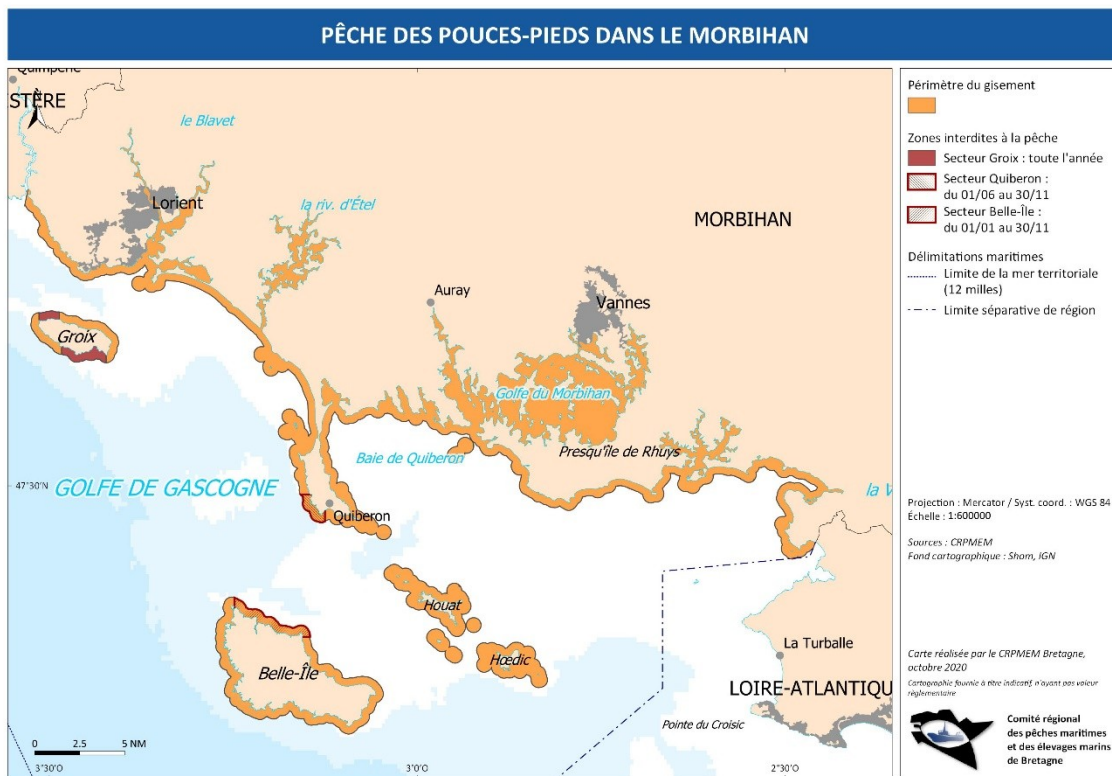 PÊCHE DES POUCES-PIEDS DANS LE MORBIHAN
STÈRE
le Blavet
Lorient
la riv. d'Étel
MORBIHAN
Auray
Vannes
Groix
Golfe du Morbihan
Presqu'île de Rhuys
Baie de Quiberon
47°30'N
GOLFE DE GASCOGNE
Quiberon
la V
Houat
Hœdic
Belle-Île
La Turballe
LOIRE-ATLANTIQU
Pointe du Croisic
0 2.5 5 NM
3°30'O
3°0'O
2°30'O
Périmètre du gisement
Zones interdites à la pêche
Secteur Groix : toute l'année
Secteur Quiberon :
du 01/06 au 30/11
Secteur Belle-Île :
du 01/01 au 30/11
Délimitations maritimes
Limite de la mer territoriale
(12 milles)
Limite séparative de région
Projection : Mercator / Syst. coord. : WGS 84
Échelle : 1:600000
Sources : CRPMEM
Fond cartographique : Shom, IGN
Carte réalisée par le CRPMEM Bretagne,
octobre 2020
Cartographie fournie à titre indicatif, n'ayant pas valeur
règlementaire
Comité régional
des pêches maritimes
et des élevages marins
de Bretagne